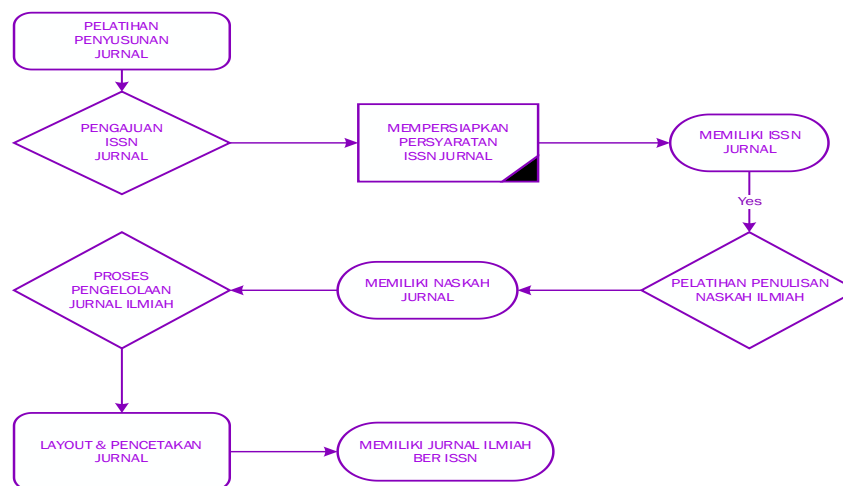 PELATIHAN
PENYUSUNAN
JURNAL
PENGAJUAN
ISSN
JURNAL
MEMPERSIAPKAN
PERSYARATAN
ISSN JURNAL
MEMILIKI ISSN
JURNAL
Yes
PELATIHAN PENULISAN
NASKAH ILMIAH
MEMILIKI NASKAH
JURNAL
PROSES
PENGELOLAAN
JURNAL ILMIAH
LAYOUT & PENCETAKAN
JURNAL
MEMILIKI JURNAL ILMIAH
BER ISSN